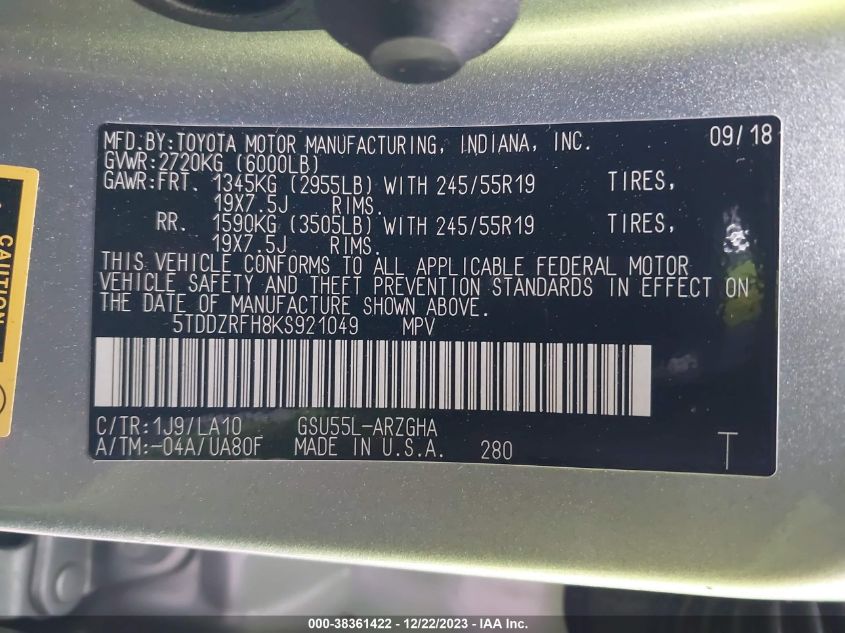 MFD.BY:TOYOTA MOTOR MANUFACTURING, INDIANA, INC. 09/18
GVWR:2720KG (6000LB)
GAWR:FRT. 1345KG (2955LB) WITH 245/55R19 TIRES,
19X7.5J RIMS.
RR. 1590KG (3505LB) WITH 245/55R19 TIRES,
19X7.5J RIMS.
THIS VEHICLE CONFORMS TO ALL APPLICABLE FEDERAL MOTOR
VEHICLE SAFETY AND THEFT PREVENTION STANDARDS IN EFFECT ON
THE DATE OF MANUFACTURE SHOWN ABOVE.
5TDDZRFH8KS921049 MPV
C/TR:1J9/LA10 GSU55L-ARZGHA
A/TM:-04A/UA80F MADE IN U.S.A. 280 T
CAUTION
000-38361422 - 12/22/2023 - IAA Inc.